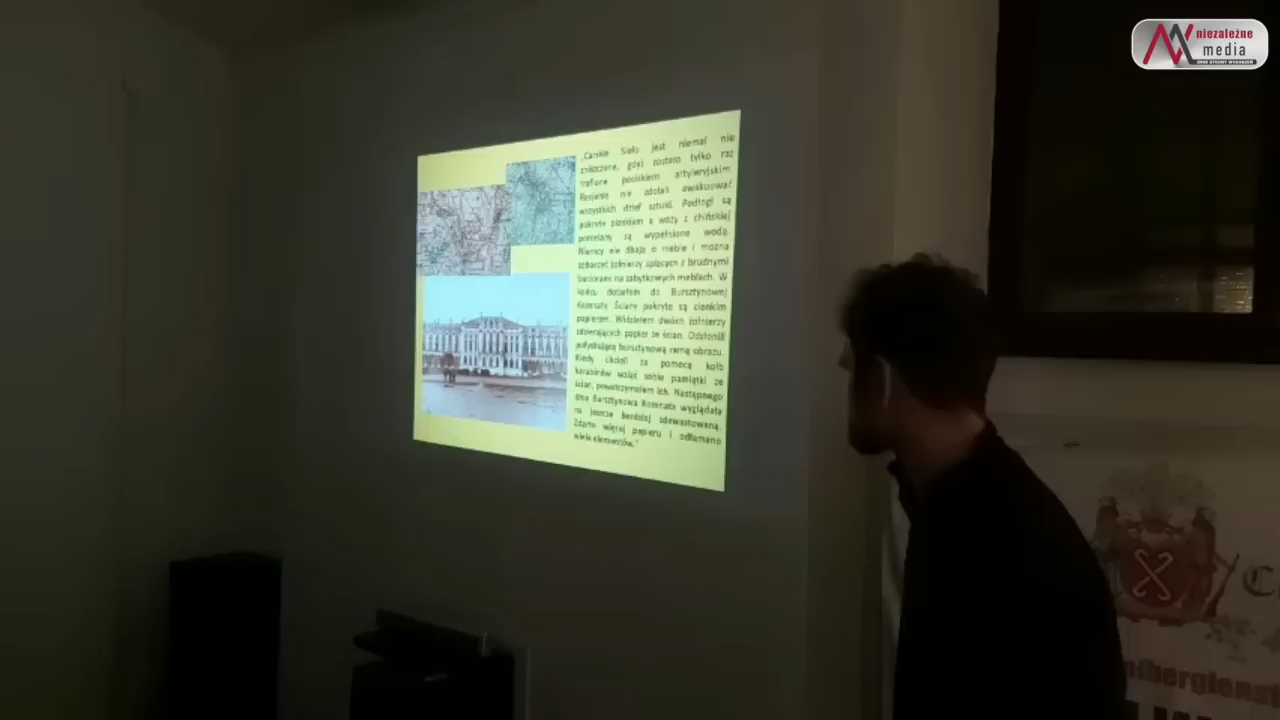 niezależne
media
„Carskie Sioło jest niemal nie
zniszczone, gdyż zostało tylko raz
trafione pociskiem artyleryjskim.
Rosjanie nie zdołali ewakuować
wszystkich dzieł sztuki. Podłogi są
pokryte piaskiem a wazy z chińskiej
porcelany są wypełnione wodą.
Niemcy nie dbają o meble i można
zobaczyć żołnierzy śpiących z brudnymi
buciorami na zabytkowych meblach. W
końcu dotarłem do Bursztynowej
Komnaty. Ściany pokryte są cienkim
papierem. Widziałem dwóch żołnierzy
zdzierających papier ze ścian. Odsłonili
połyskującą bursztynową ramę obrazu.
Kiedy chcieli za pomocą kolb
karabinów wziąć sobie pamiątki ze
ścian, powstrzymałem ich. Następnego
dnia Bursztynowa Komnata wyglądała
na jeszcze bardziej zdewastowaną.
Zdarto więcej papieru i odłamano
wiele elementów."